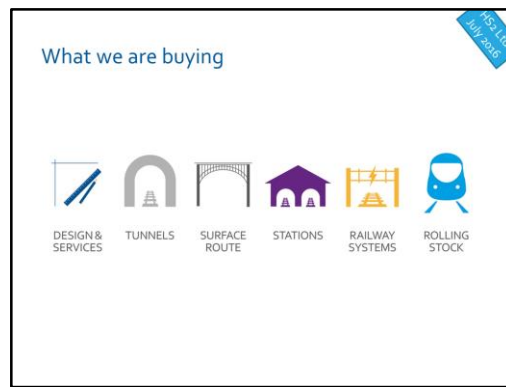 HS2 Ltd
July 2016
What we are buying
DESIGN &
SERVICES
TUNNELS
SURFACE
ROUTE
STATIONS
RAILWAY
SYSTEMS
ROLLING
STOCK